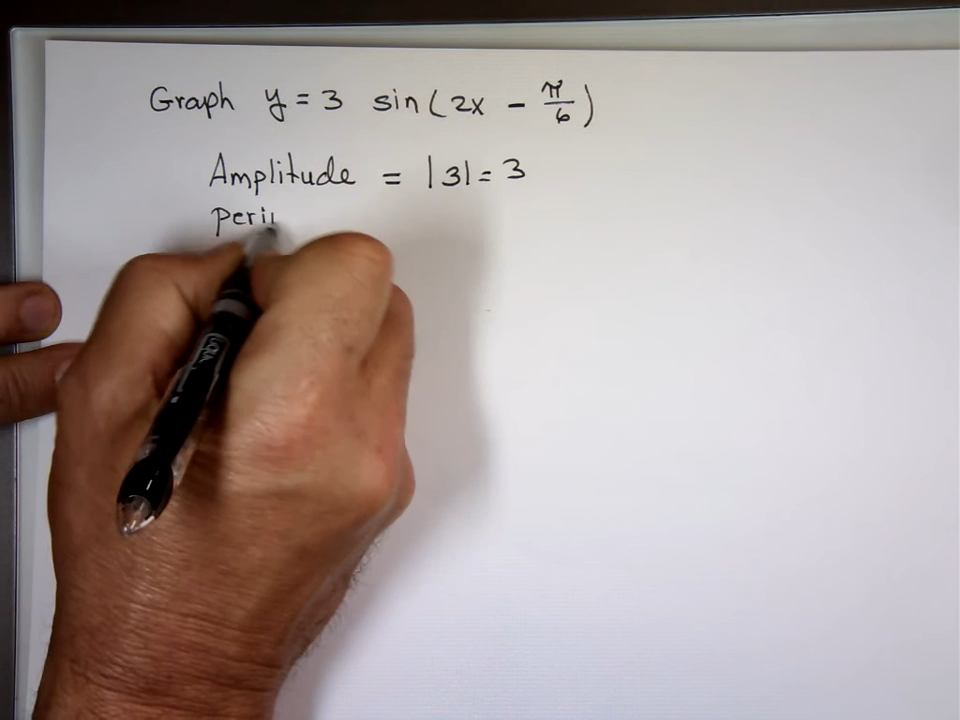 Graph y = 3 sin(2x - π/6)
Amplitude = |3| = 3